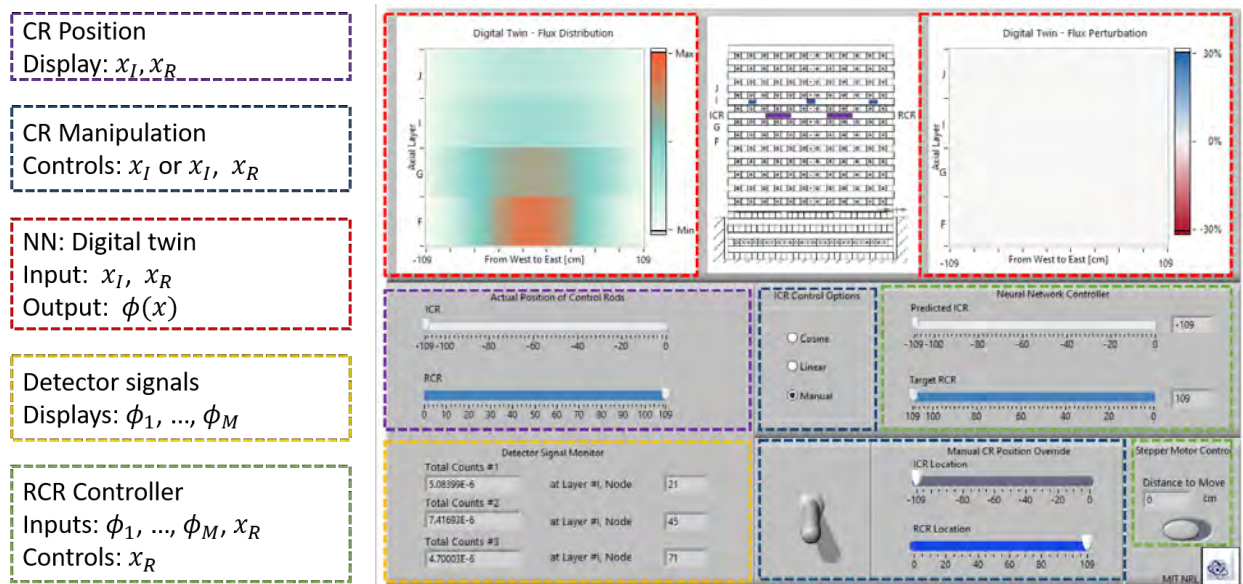 CR Position
Display: x_I, x_R
CR Manipulation
Controls: x_I or x_I, x_R
NN: Digital twin
Input: x_I, x_R
Output: ϕ(x)
Detector signals
Displays: ϕ_1, ..., ϕ_M
RCR Controller
Inputs: ϕ_1, ..., ϕ_M, x_R
Controls: x_R
Digital Twin - Flux Distribution
Axial Layer
J
I
G
F
-109
From West to East [cm]
109
Max
Min
J
I
ICR
RCR
G
F
Digital Twin - Flux Perturbation
Axial Layer
J
I
G
F
-109
From West to East [cm]
109
30%
0%
-30%
Actual Position of Control Rods
ICR
-109 -100 -80 -60 -40 -20 0
RCR
0 10 20 30 40 50 60 70 80 90 109
ICR Control Options
Cosine
Linear
Manual
Neural Network Controller
Predicted ICR
-109
-109 -100 -80 -60 -40 -20 0
Target RCR
109
109 100 80 60 40 20 0
Detector Signal Monitor
Total Counts #1
5.08399E-6 at Layer #I, Node 21
Total Counts #2
7.41693E-6 at Layer #I, Node 45
Total Counts #3
4.70003E-6 at Layer #I, Node 71
Manual CR Position Override
ICR Location
-109 -80 -60 -40 -20 0
RCR Location
0 20 40 60 80 109
Stepper Motor Control
Distance to Move
0 cm
MIT NRL